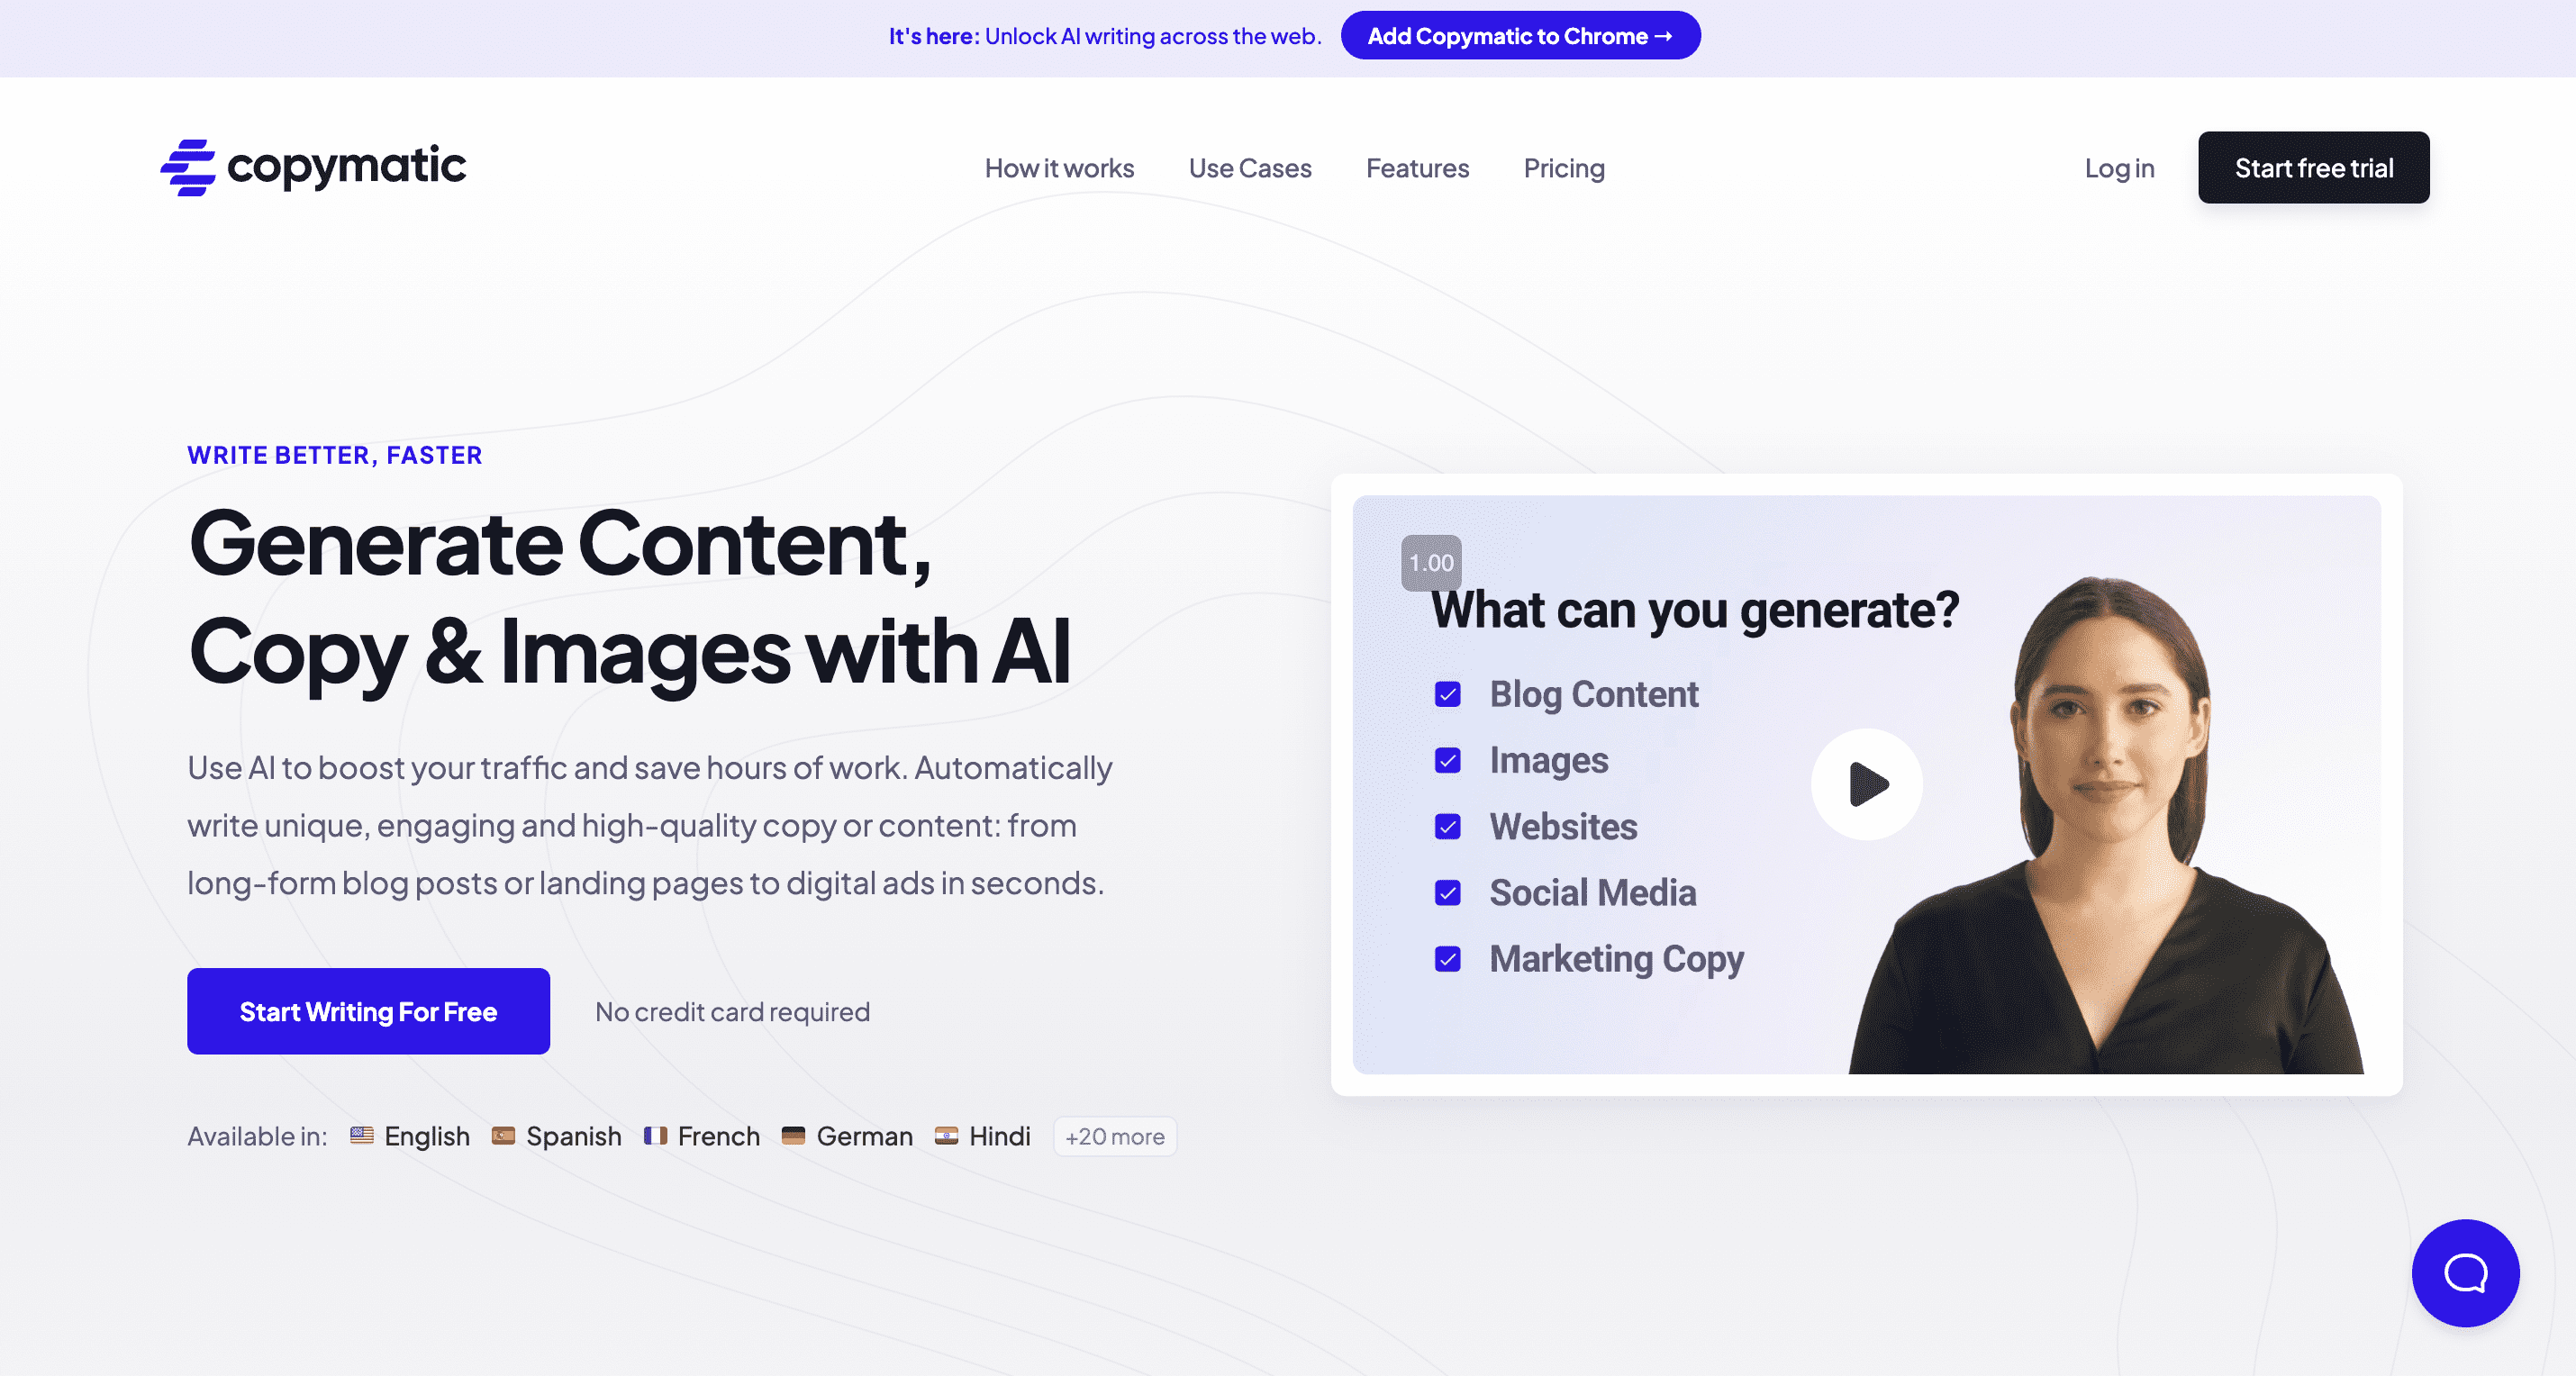 It's here: Unlock AI writing across the web.
Add Copymatic to Chrome →
copymatic
How it works
Use Cases
Features
Pricing
Log in
Start free trial
WRITE BETTER, FASTER
Generate Content,
Copy & Images with AI
Use AI to boost your traffic and save hours of work. Automatically
write unique, engaging and high-quality copy or content: from
long-form blog posts or landing pages to digital ads in seconds.
Start Writing For Free
No credit card required
Available in: English Spanish French German Hindi +20 more
1.00
What can you generate?
Blog Content
Images
Websites
Social Media
Marketing Copy